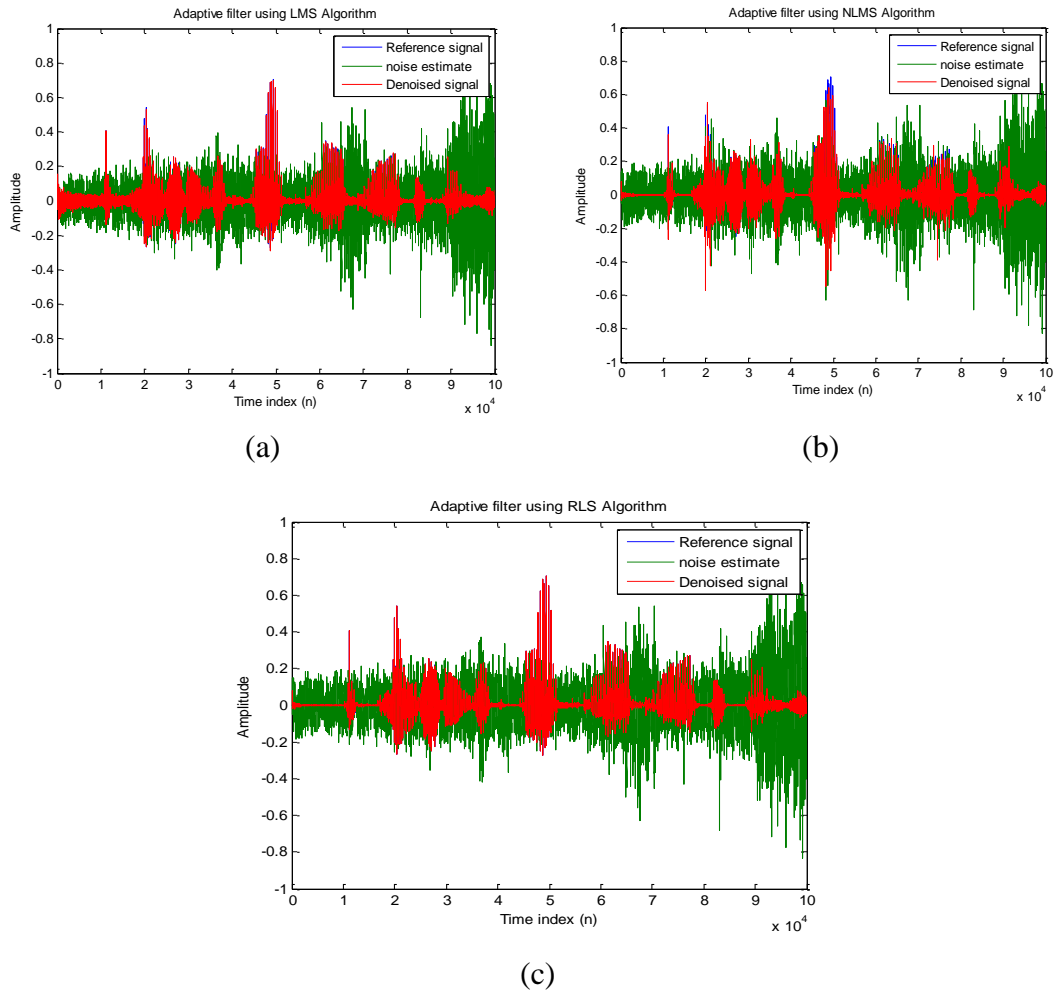 Adaptive filter using LMS Algorithm
1
0.8
0.6
0.4
0.2
0
-0.2
-0.4
-0.6
-0.8
-1
Amplitude
Reference signal
noise estimate
Denoised signal
0 1 2 3 4 5 6 7 8 9 10
Time index (n)
x 10^4
(a)
Adaptive filter using NLMS Algorithm
1
0.8
0.6
0.4
0.2
0
-0.2
-0.4
-0.6
-0.8
-1
Amplitude
Reference signal
noise estimate
Denoised signal
0 1 2 3 4 5 6 7 8 9 10
Time index (n)
x 10^4
(b)
Adaptive filter using RLS Algorithm
1
0.8
0.6
0.4
0.2
0
-0.2
-0.4
-0.6
-0.8
-1
Amplitude
Reference signal
noise estimate
Denoised signal
0 1 2 3 4 5 6 7 8 9 10
Time index (n)
x 10^4
(c)